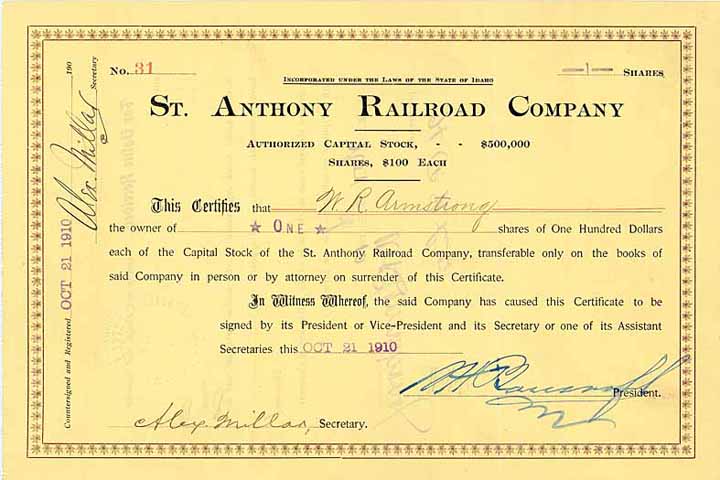 No. 31
—1— SHARES
INCORPORATED UNDER THE LAWS OF THE STATE OF IDAHO
ST. ANTHONY RAILROAD COMPANY
AUTHORIZED CAPITAL STOCK, - - $500,000
SHARES, $100 EACH
This Certifies that W. R. Armstrong
the owner of ★ ONE ★ shares of One Hundred Dollars
each of the Capital Stock of the St. Anthony Railroad Company, transferable only on the books of
said Company in person or by attorney on surrender of this Certificate.
In Witness Whereof, the said Company has caused this Certificate to be
signed by its President or Vice-President and its Secretary or one of its Assistant
Secretaries this OCT 21 1910
W H Bancroft President.
Alex. Millar, Secretary.
Countersigned and Registered OCT 21 1910 190
Alex. Millar Secretary